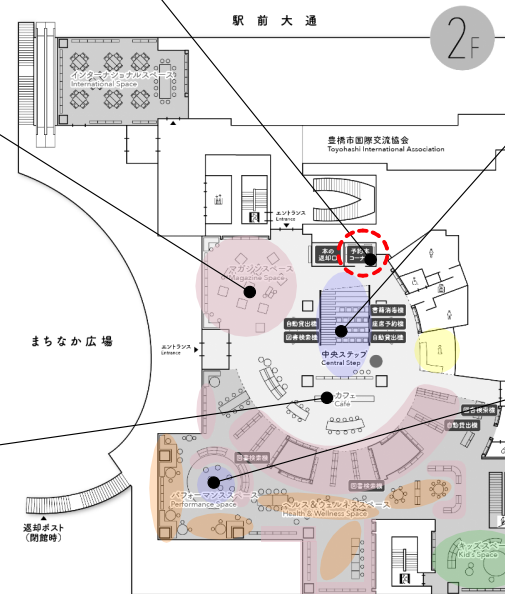 駅前大通
2F
インターナショナルスペース
International Space
豊橋市国際交流協会
Toyohashi International Association
エントランス
Entrance
本の
返却口
予約本
コーナー
マガジンスペース
Magazine Space
書籍消毒機
自動貸出機
座席予約機
図書検索機
自動貸出機
まちなか広場
エントランス
Entrance
中央ステップ
Central Step
カフェ
Cafe
図書検索機
自動貸出機
図書検索機
図書検索機
パフォーマンススペース
Performance Space
ヘルス&ウェルネススペース
Health & Wellness Space
返却ポスト
(閉館時)
キッズスペー
Kid's Space